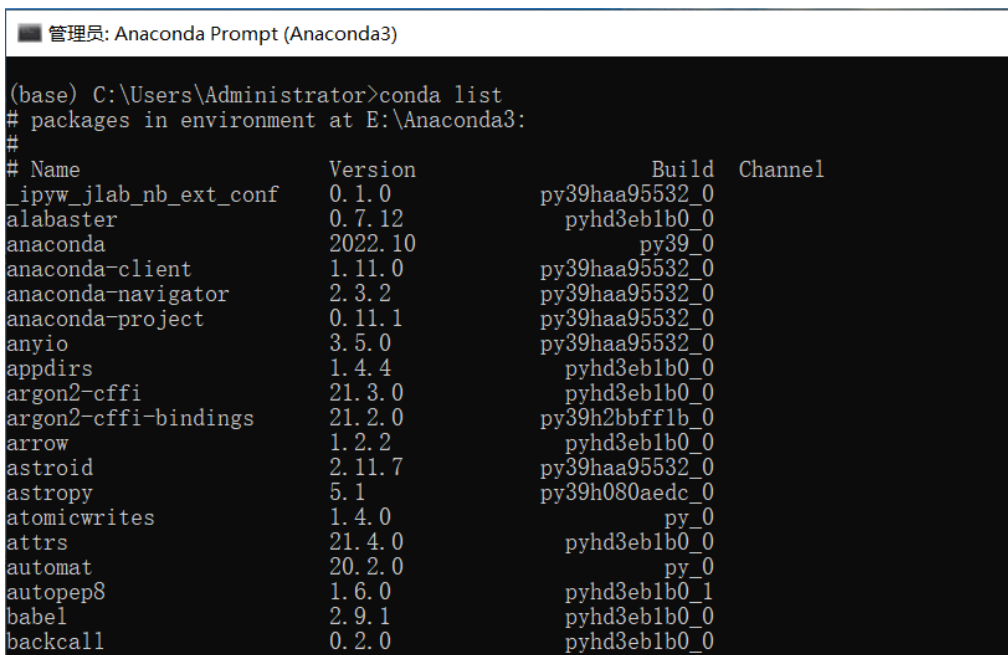 管理员: Anaconda Prompt (Anaconda3)
(base) C:\Users\Administrator>conda list
# packages in environment at E:\Anaconda3:
#
# Name Version Build Channel
_ipyw_jlab_nb_ext_conf 0.1.0 py39haa95532_0
alabaster 0.7.12 pyhd3eb1b0_0
anaconda 2022.10 py39_0
anaconda-client 1.11.0 py39haa95532_0
anaconda-navigator 2.3.2 py39haa95532_0
anaconda-project 0.11.1 py39haa95532_0
anyio 3.5.0 py39haa95532_0
appdirs 1.4.4 pyhd3eb1b0_0
argon2-cffi 21.3.0 pyhd3eb1b0_0
argon2-cffi-bindings 21.2.0 py39h2bbff1b_0
arrow 1.2.2 pyhd3eb1b0_0
astroid 2.11.7 py39haa95532_0
astropy 5.1 py39h080aedc_0
atomicwrites 1.4.0 py_0
attrs 21.4.0 pyhd3eb1b0_0
automat 20.2.0 py_0
autopep8 1.6.0 pyhd3eb1b0_1
babel 2.9.1 pyhd3eb1b0_0
backcall 0.2.0 pyhd3eb1b0_0